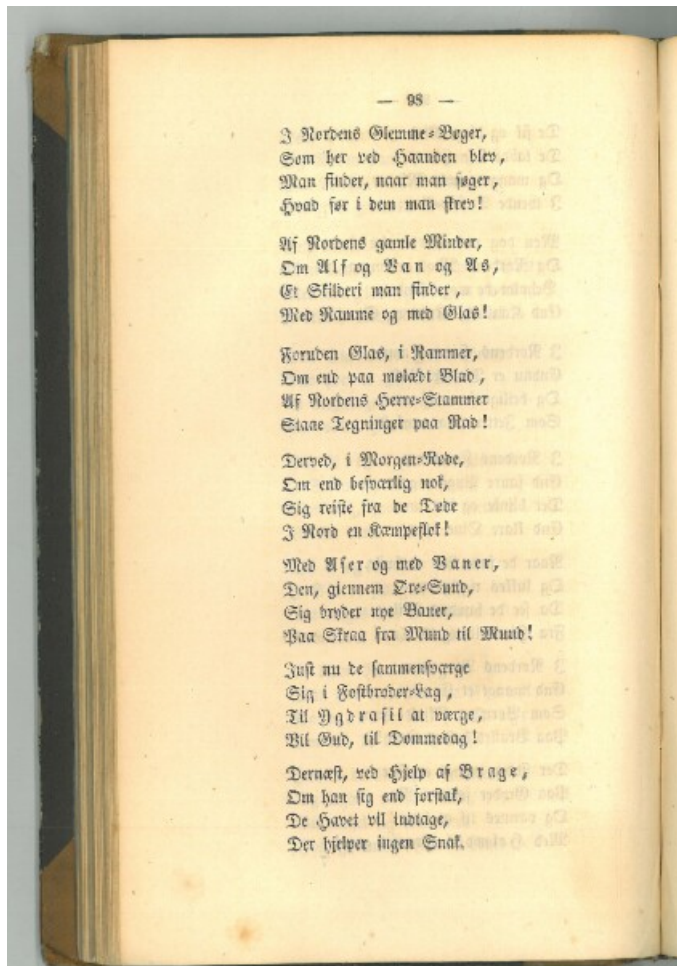 — 98 —
I Nordens Glemme-Bøger,
Som her ved Haanden blev,
Man finder, naar man søger,
Hvad før i dem man skrev!
Af Nordens gamle Minder,
Om Alf og Van og As,
Et Skilderi man finder,
Med Ramme og med Glas!
Foruden Glas, i Rammer,
Om end paa mølædt Blad,
Af Nordens Herre-Stammer
Staae Tegninger paa Rad!
Derved, i Morgen-Røde,
Om end besværlig nok,
Sig reiste fra de Døde
I Nord en Kæmpeflok!
Med Aser og med Vaner,
Den, giennem Øre-Sund,
Sig bryder nye Baner,
Paa Skraa fra Mund til Mund!
Just nu de sammensværge
Sig i Fostbroder-Lag,
Til Ygdrasil at værge,
Vil Gud, til Dommedag!
Dernæst, ved Hjelp af Brage,
Om han sig end forstak,
De Havet vil indtage,
Der hjelper ingen Snak.